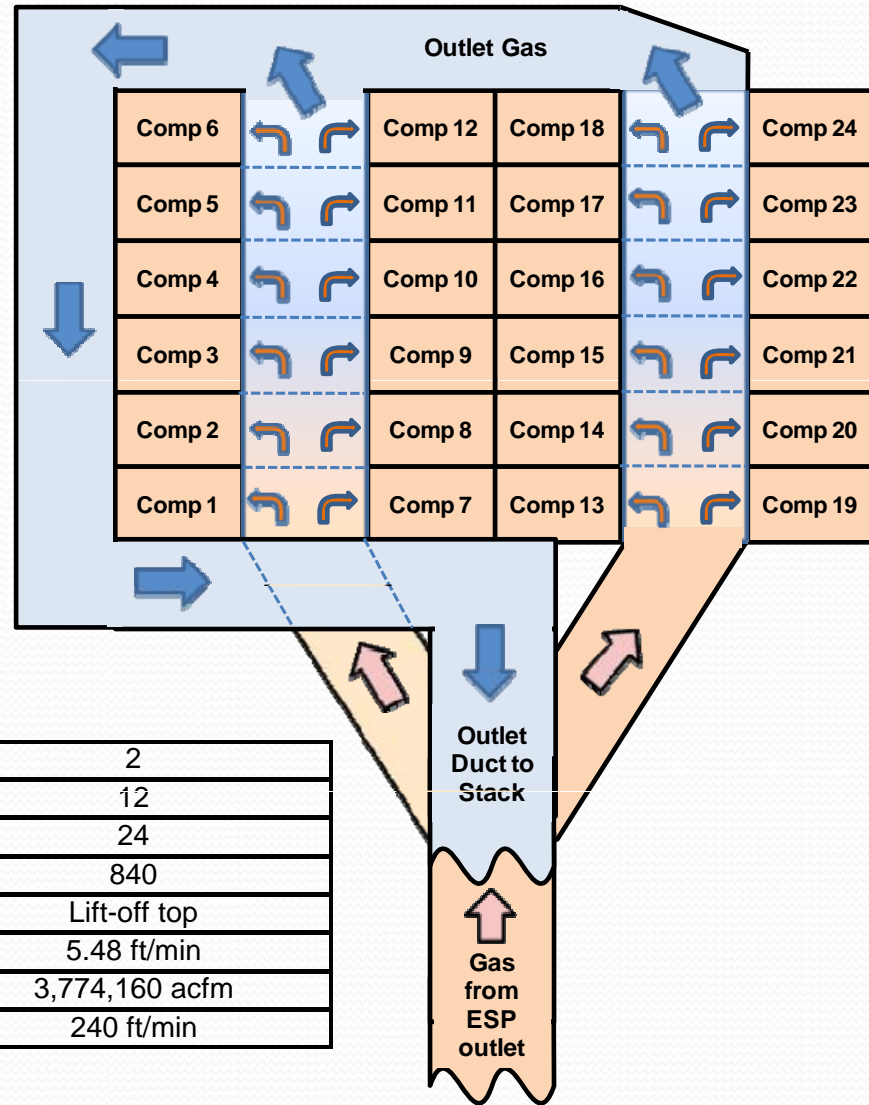 Outlet Gas
Comp 6
Comp 12
Comp 18
Comp 24
Comp 5
Comp 11
Comp 17
Comp 23
Comp 4
Comp 10
Comp 16
Comp 22
Comp 3
Comp 9
Comp 15
Comp 21
Comp 2
Comp 8
Comp 14
Comp 20
Comp 1
Comp 7
Comp 13
Comp 19
Outlet
Duct to
Stack
2
12
24
840
Lift-off top
5.48 ft/min
3,774,160 acfm
240 ft/min
Gas
from
ESP
outlet